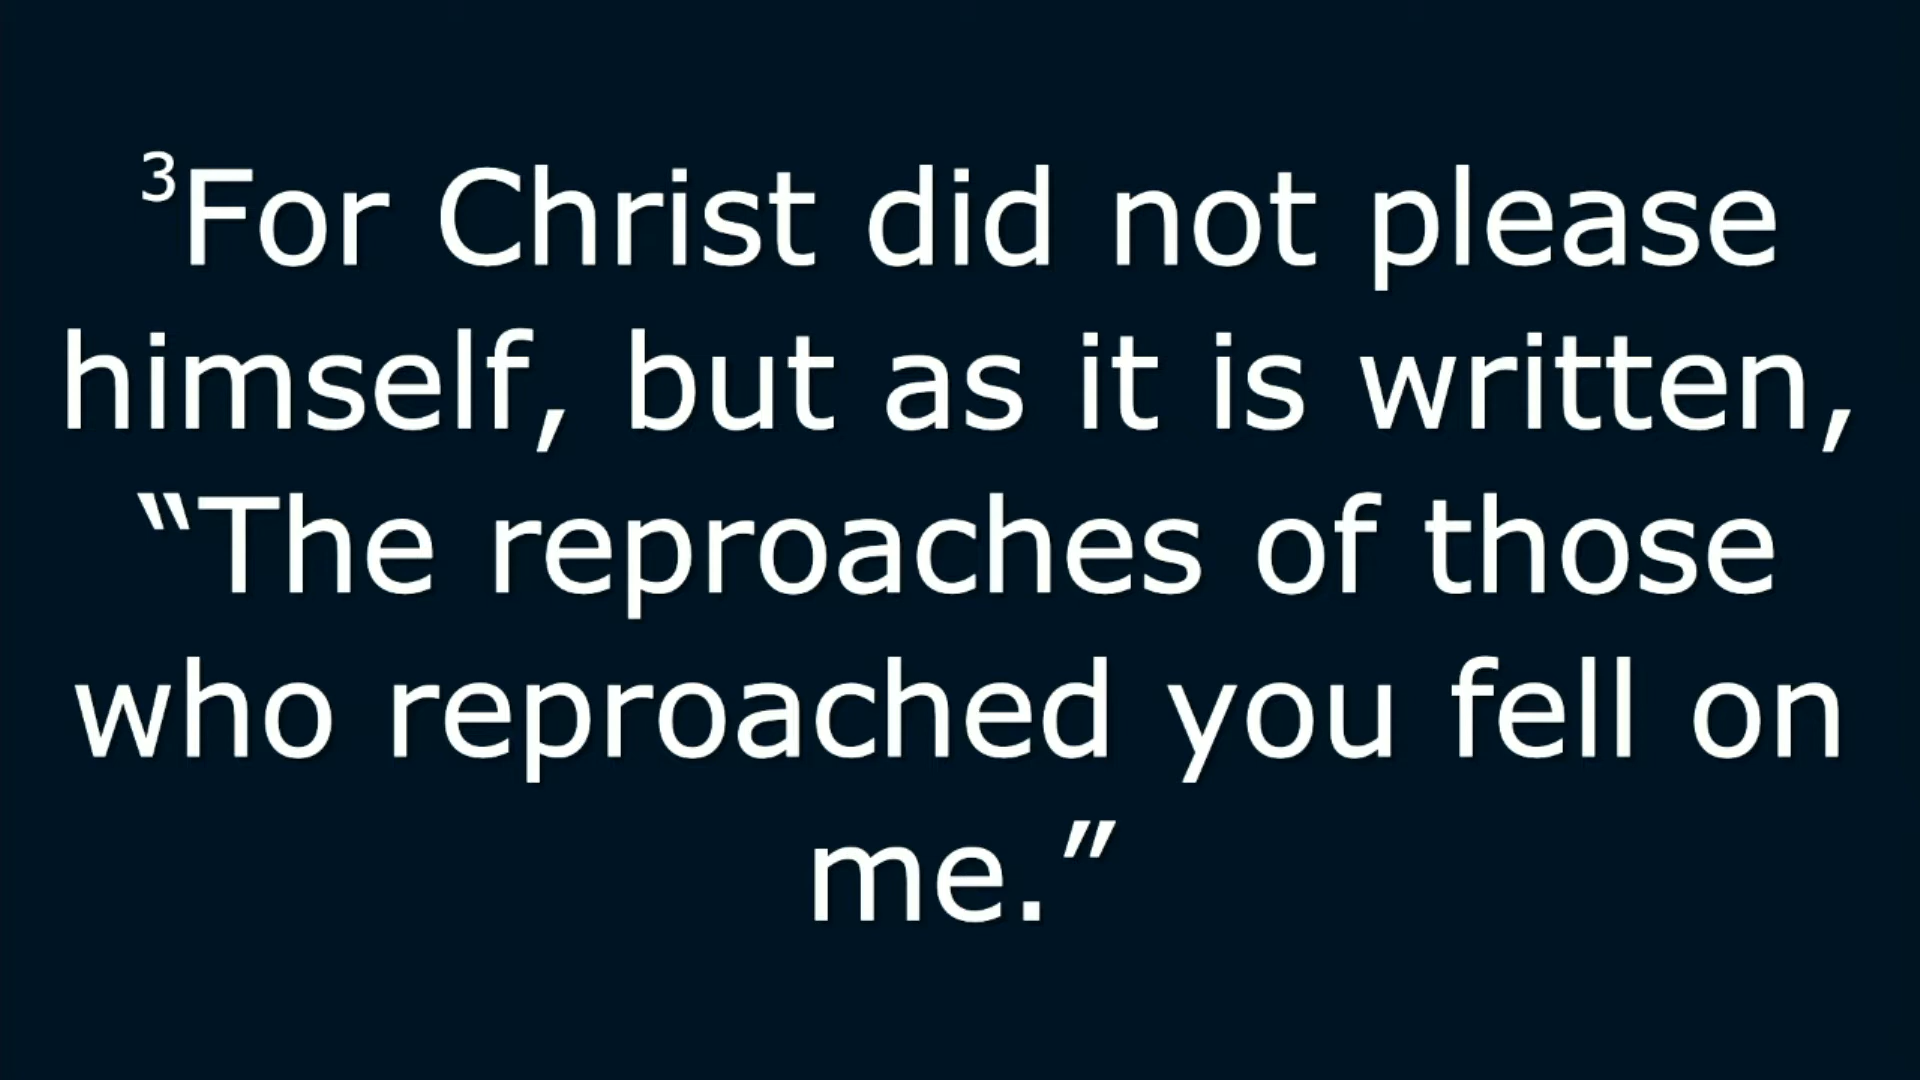 ³For Christ did not please
himself, but as it is written,
“The reproaches of those
who reproached you fell on
me.”